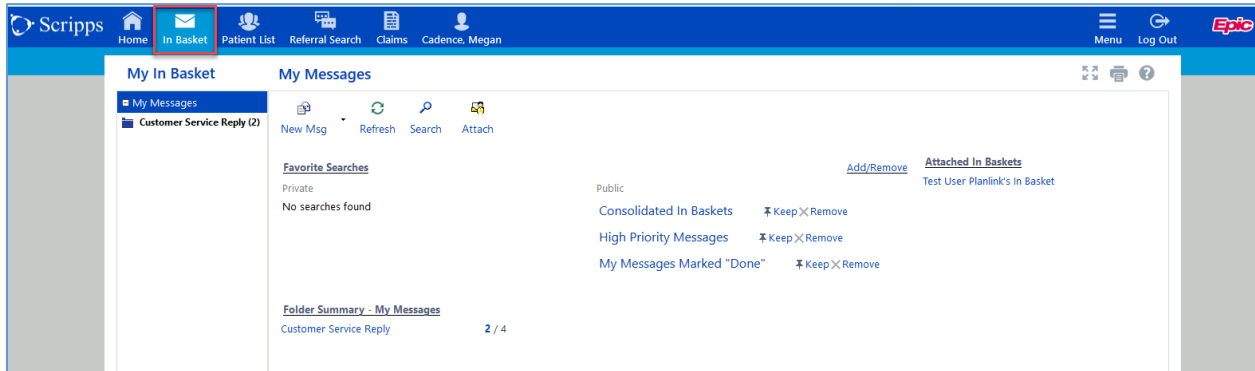 Scripps
Home In Basket Patient List Referral Search Claims Cadence, Megan Menu Log Out Epic
My In Basket
My Messages
Customer Service Reply (2)
My Messages
New Msg Refresh Search Attach
Favorite Searches Add/Remove
Private Public
No searches found
Consolidated In Baskets Keep Remove
High Priority Messages Keep Remove
My Messages Marked "Done" Keep Remove
Attached In Baskets
Test User Planlink's In Basket
Folder Summary - My Messages
Customer Service Reply 2 / 4